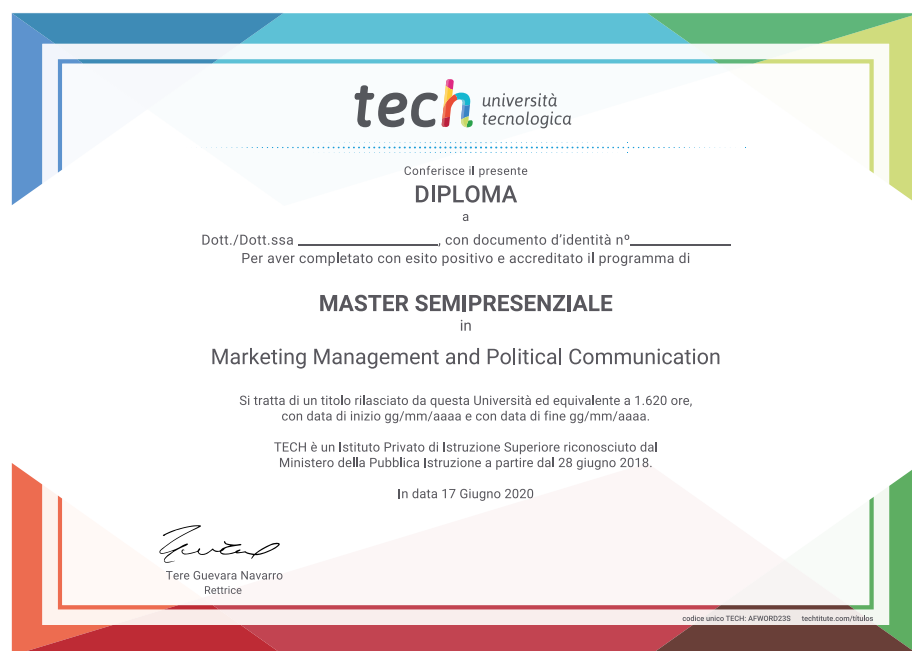 tech università
tecnologica
Conferisce il presente
DIPLOMA
a
Dott./Dott.ssa ____________________, con documento d'identità nº______________
Per aver completato con esito positivo e accreditato il programma di
MASTER SEMIPRESENZIALE
in
Marketing Management and Political Communication
Si tratta di un titolo rilasciato da questa Università ed equivalente a 1.620 ore,
con data di inizio gg/mm/aaaa e con data di fine gg/mm/aaaa.
TECH è un Istituto Privato di Istruzione Superiore riconosciuto dal
Ministero della Pubblica Istruzione a partire dal 28 giugno 2018.
In data 17 Giugno 2020
Tere Guevara Navarro
Rettrice
codice unico TECH: AFWORD23S techtitute.com/títulos